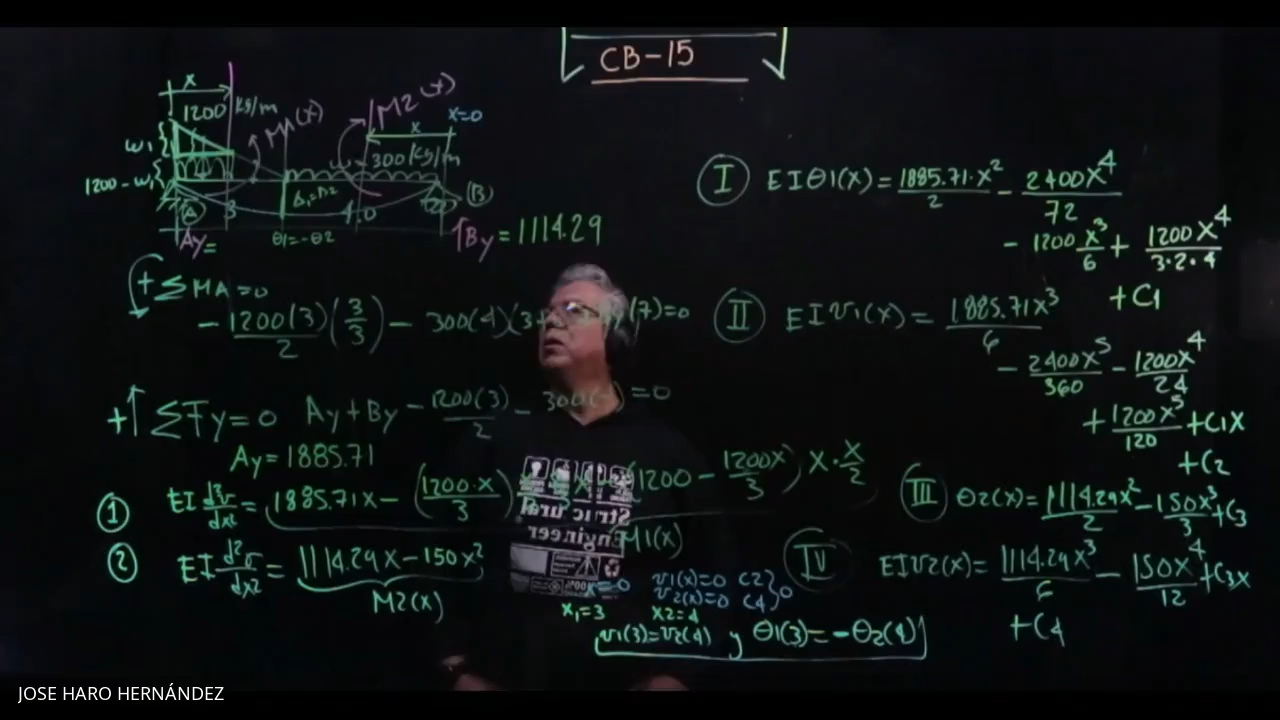 CB-15
x
1200 kg/m
M1(x)
M2(x)
x=0
x
w1
w=300 kg/m
1200-w1
Δ1=Δ2
(A)
3
4.0
(B)
Ay=
θ1=-θ2
By=1114.29
+ ΣMA=0
- 1200(3)/2 (3/3) - 300(4)(3+ (7)=0
+ ΣFy=0 Ay+By - 1200(3)/2 - 300( =0
Ay=1885.71
① EI d²v/dx² = 1885.71x - (1200·x/3) (1200 - 1200x/3) x·x/2
M1(x)
② EI d²v/dx² = 1114.29x - 150x²
M2(x)
x=0 v1(x)=0 C2} 0
v2(x)=0 C4}
x1=3 x2=4
v1(3)=v2(4) y θ1(3)=-θ2(4)
Ⅰ EIθ1(x)= 1885.71·x²/2 - 2400x⁴/72
- 1200 x³/6 + 1200x⁴/3·2·4
+C1
Ⅱ EIv1(x)= 1885.71x³/6
- 2400x⁵/360 - 1200x⁴/24
+ 1200x⁵/120 +C1x
+C2
Ⅲ θ2(x)= 1114.29x²/2 - 150x³/3 +C3
Ⅳ EIv2(x)= 1114.29x³/6 - 150x⁴/12 +C3x
+C4
Structural
Engineer
JOSE HARO HERNÁNDEZ